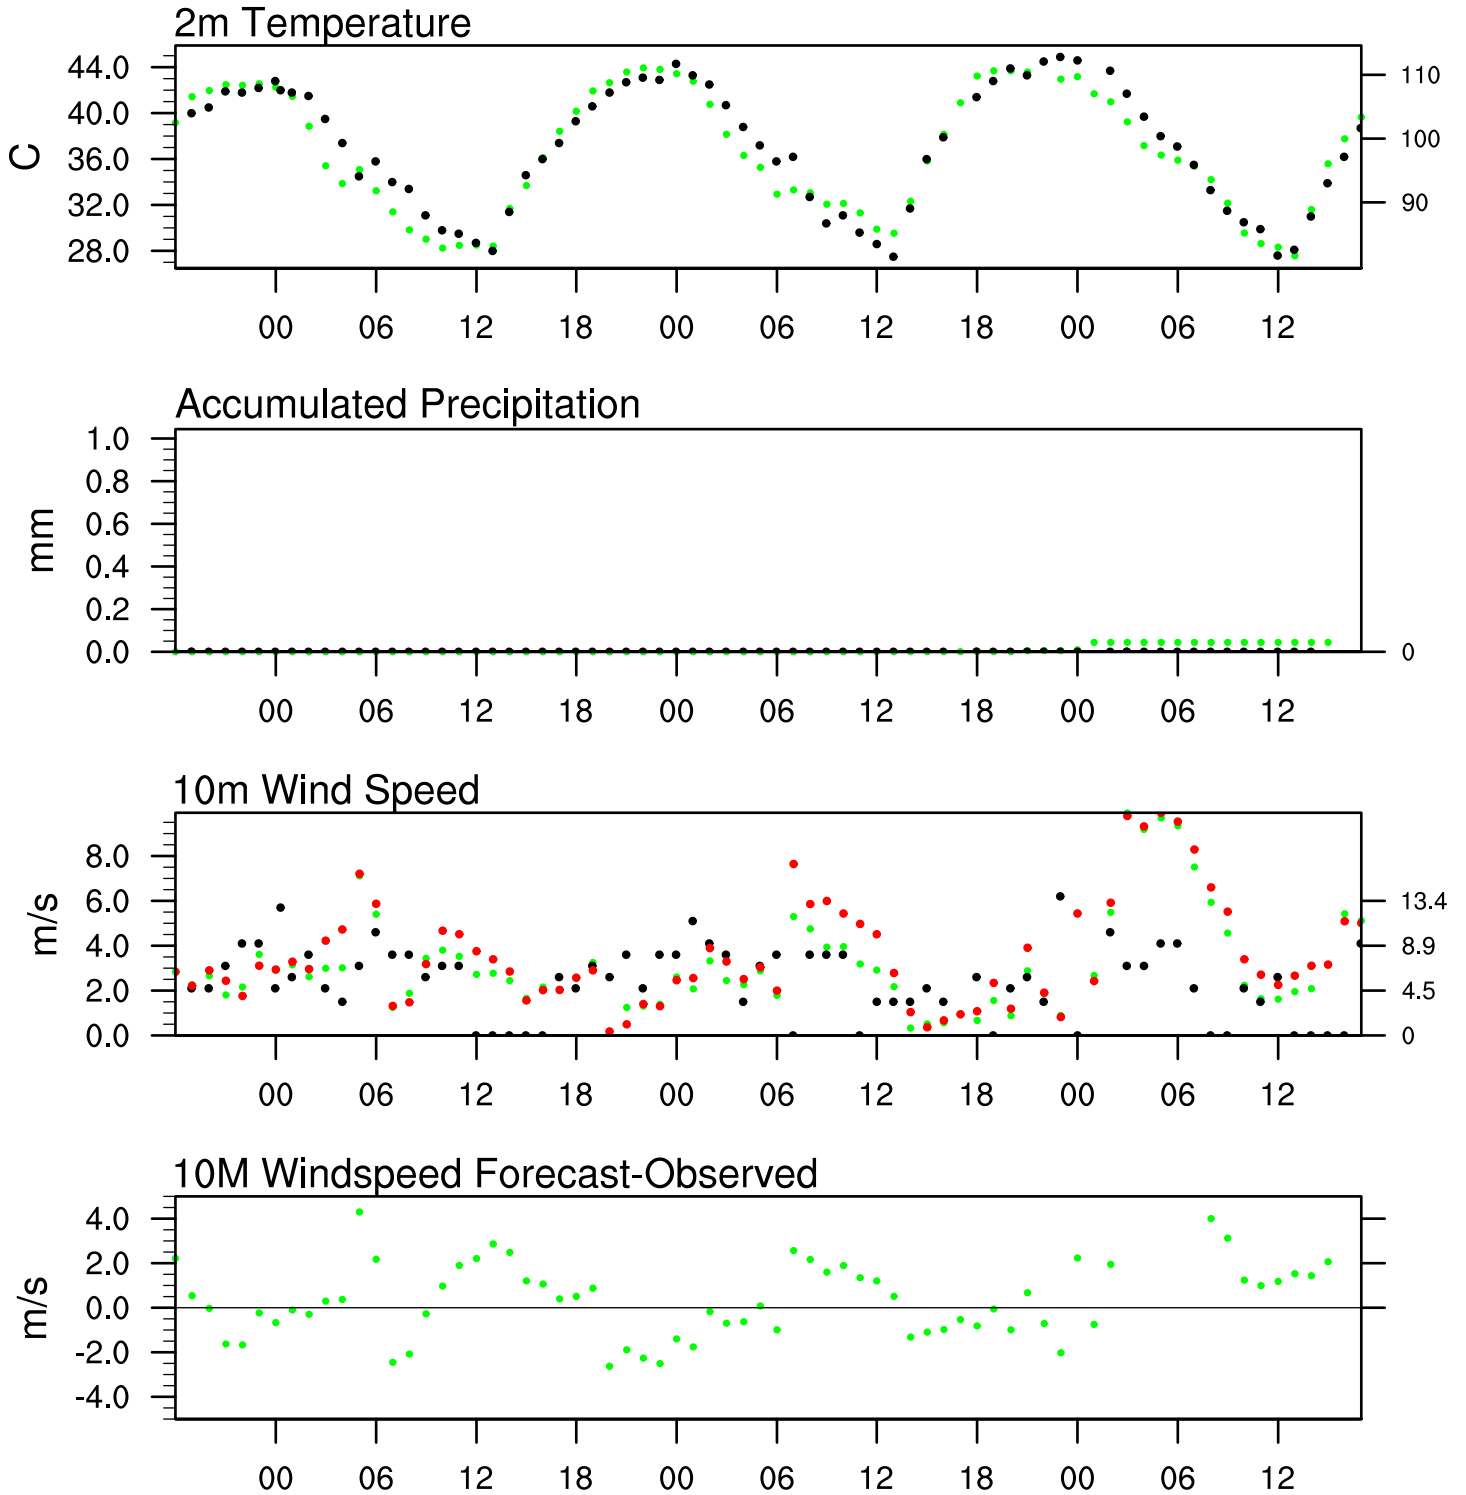 2m Temperature
44.0
40.0
36.0
32.0
28.0
C
110
100
90
00 06 12 18 00 06 12 18 00 06 12
Accumulated Precipitation
1.0
0.8
0.6
0.4
0.2
0.0
mm
0
00 06 12 18 00 06 12 18 00 06 12
10m Wind Speed
8.0
6.0
4.0
2.0
0.0
m/s
13.4
8.9
4.5
0
00 06 12 18 00 06 12 18 00 06 12
10M Windspeed Forecast-Observed
4.0
2.0
0.0
-2.0
-4.0
m/s
00 06 12 18 00 06 12 18 00 06 12